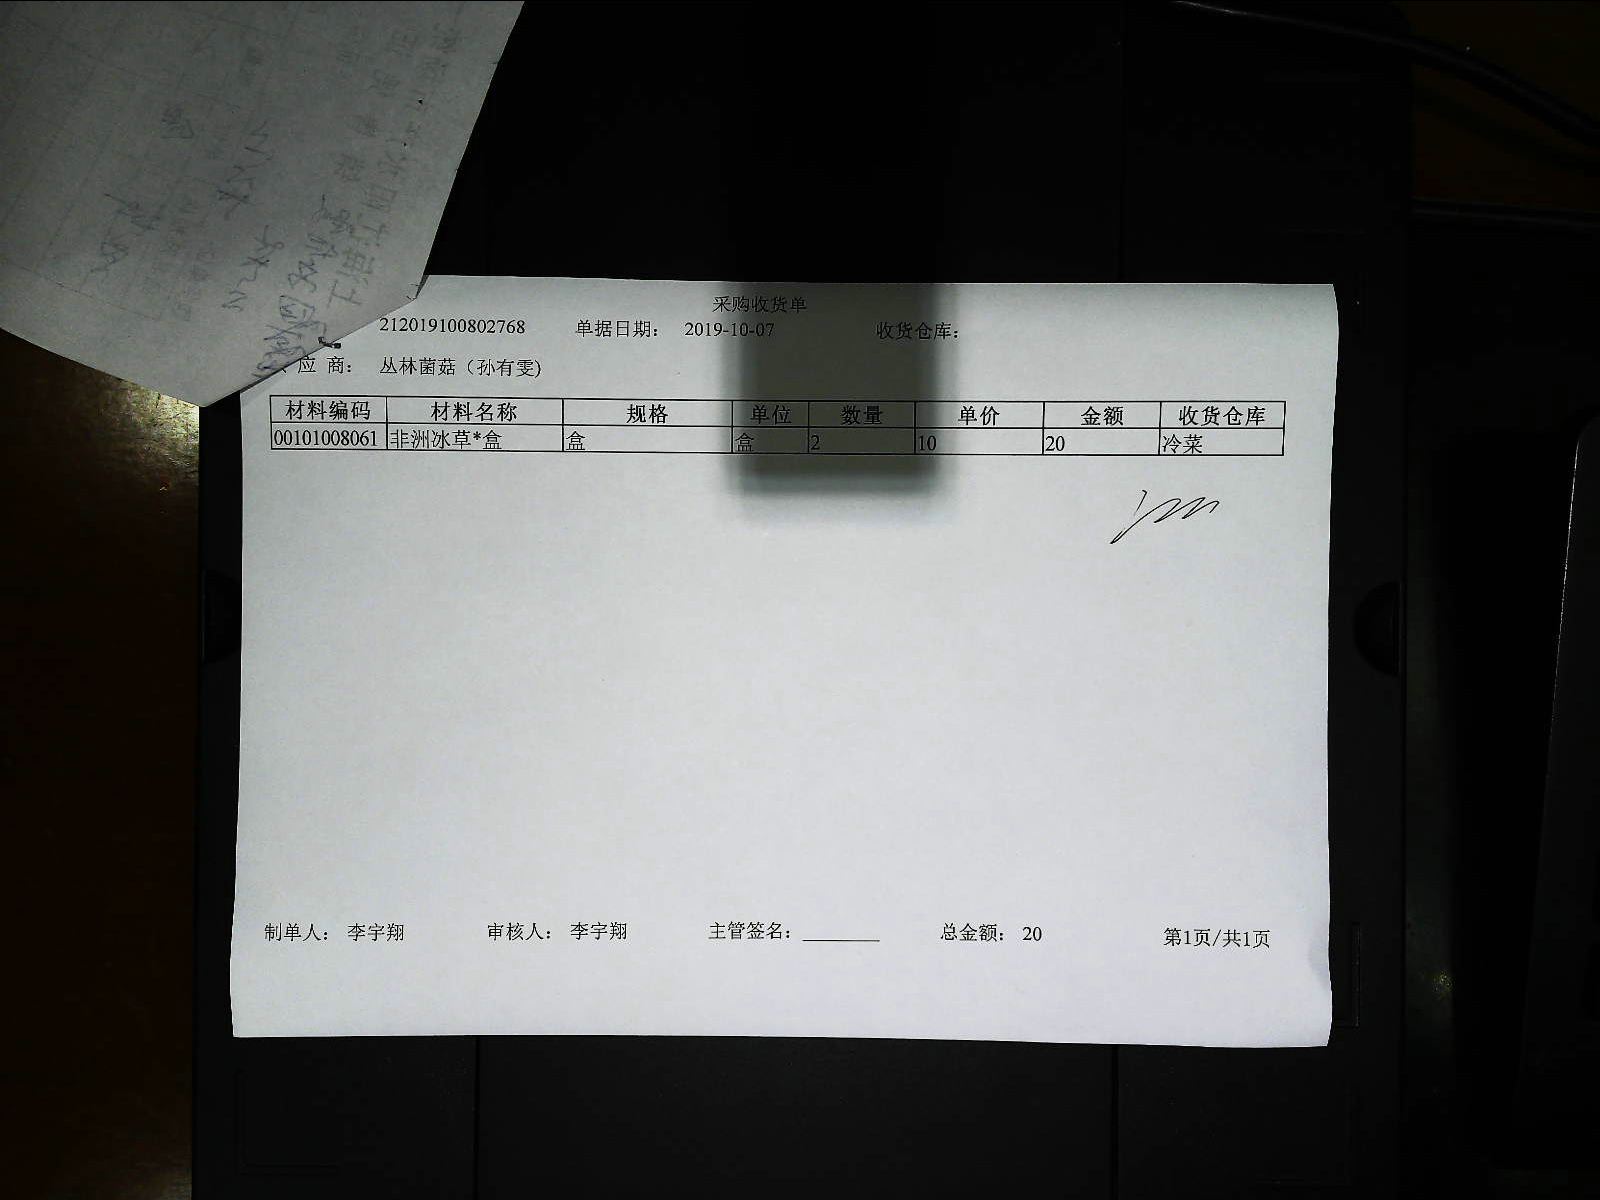 采购收货单
212019100802768 单据日期： 2019-10-07 收货仓库：
应 商： 丛林菌菇（孙有雯)
材料编码 材料名称 规格 单位 数量 单价 金额 收货仓库
00101008061 非洲冰草*盒 盒 盒 2 10 20 冷菜
制单人： 李宇翔 审核人： 李宇翔 主管签名： 总金额： 20 第1页/共1页